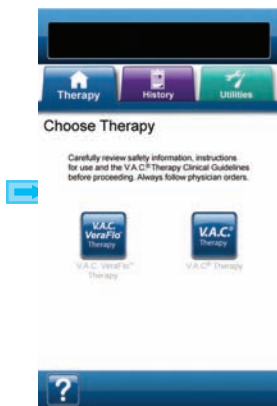 Therapy
History
Utilities
Choose Therapy
Carefully review safety information, instructions
for use and the V.A.C.® Therapy Clinical Guidelines
before proceeding. Always follow physician orders.
V.A.C.
VeraFlo™
Therapy
V.A.C.®
Therapy
V.A.C. VeraFlo™
Therapy
V.A.C.® Therapy
?